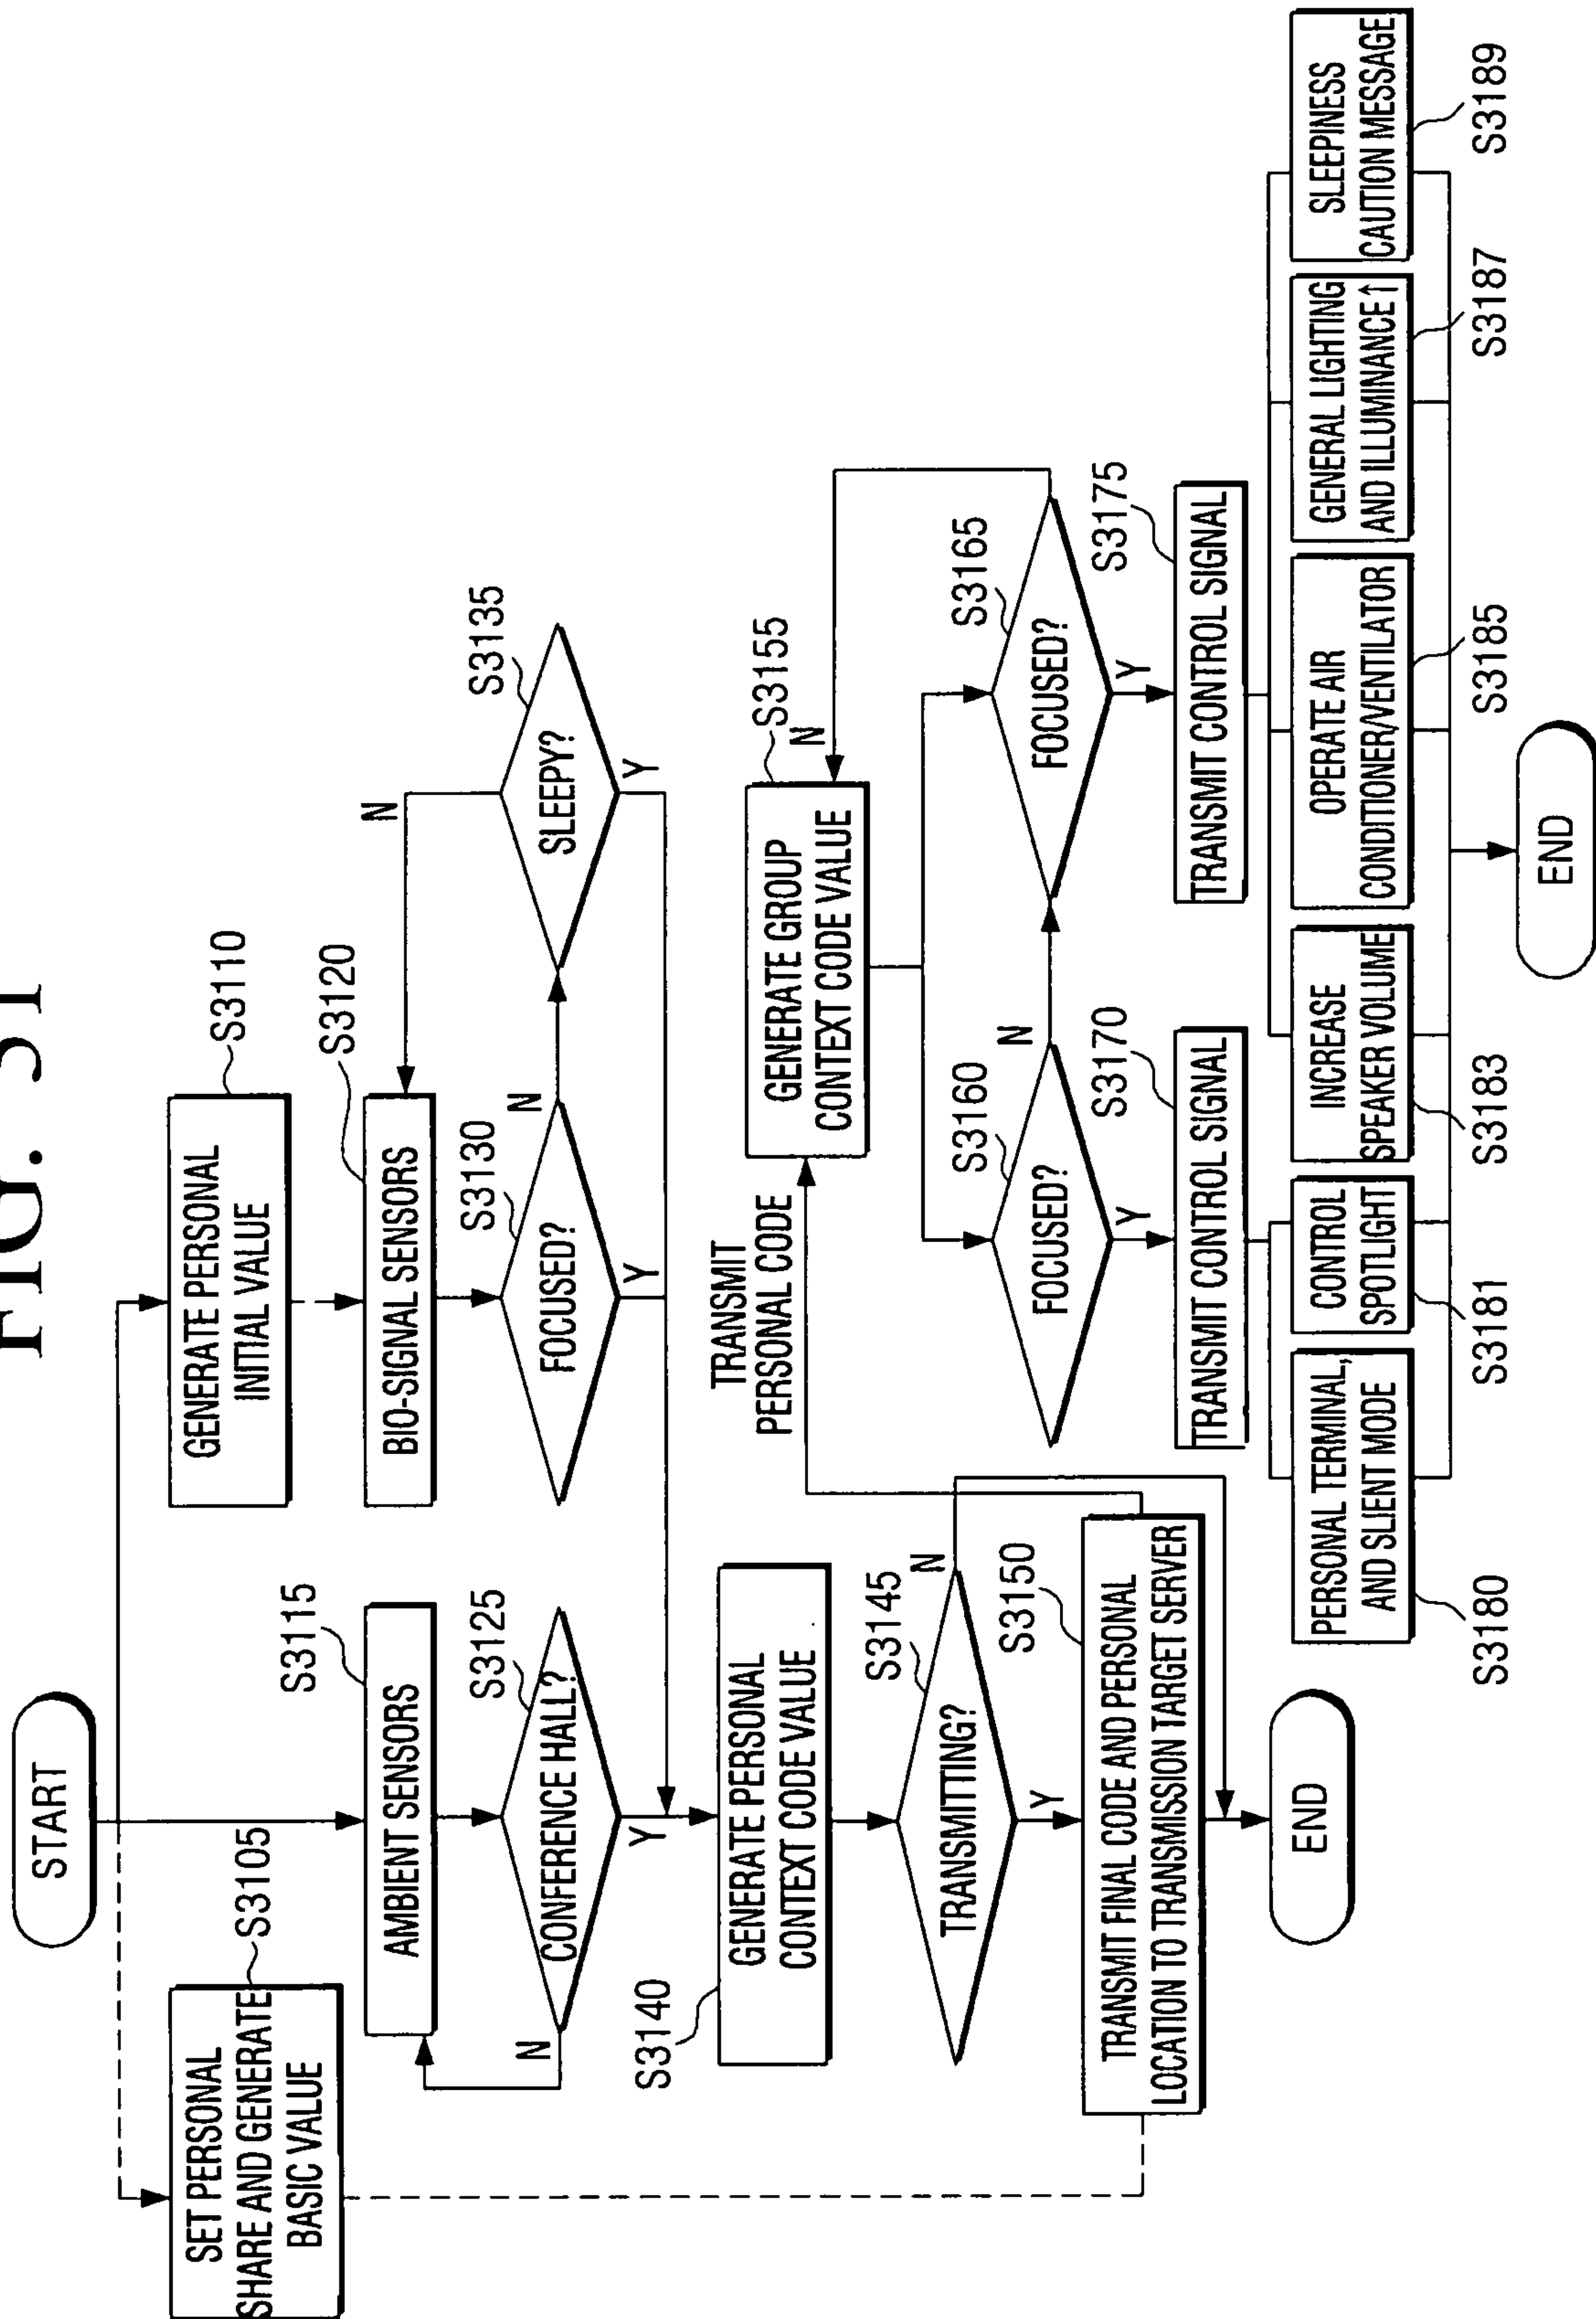 FIG. 31
START
SET PERSONAL
SHARE AND GENERATE
BASIC VALUE
S3105
GENERATE PERSONAL
INITIAL VALUE
S3110
AMBIENT SENSORS
S3115
BIO-SIGNAL SENSORS
S3120
CONFERENCE HALL?
S3125
N
Y
FOCUSED?
S3130
N
Y
SLEEPY?
S3135
N
Y
GENERATE PERSONAL
CONTEXT CODE VALUE
S3140
TRANSMITTING?
S3145
N
Y
TRANSMIT FINAL CODE AND PERSONAL
LOCATION TO TRANSMISSION TARGET SERVER
S3150
END
TRANSMIT
PERSONAL CODE
GENERATE GROUP
CONTEXT CODE VALUE
S3155
N
FOCUSED?
S3160
N
Y
FOCUSED?
S3165
Y
TRANSMIT CONTROL SIGNAL
S3170
TRANSMIT CONTROL SIGNAL
S3175
PERSONAL TERMINAL,
AND SLIENT MODE
S3180
CONTROL
SPOTLIGHT
S3181
INCREASE
SPEAKER VOLUME
S3183
OPERATE AIR
CONDITIONER/VENTILATOR
S3185
GENERAL LIGHTING
AND ILLUMINANCE↑
S3187
SLEEPINESS
CAUTION MESSAGE
S3189
END